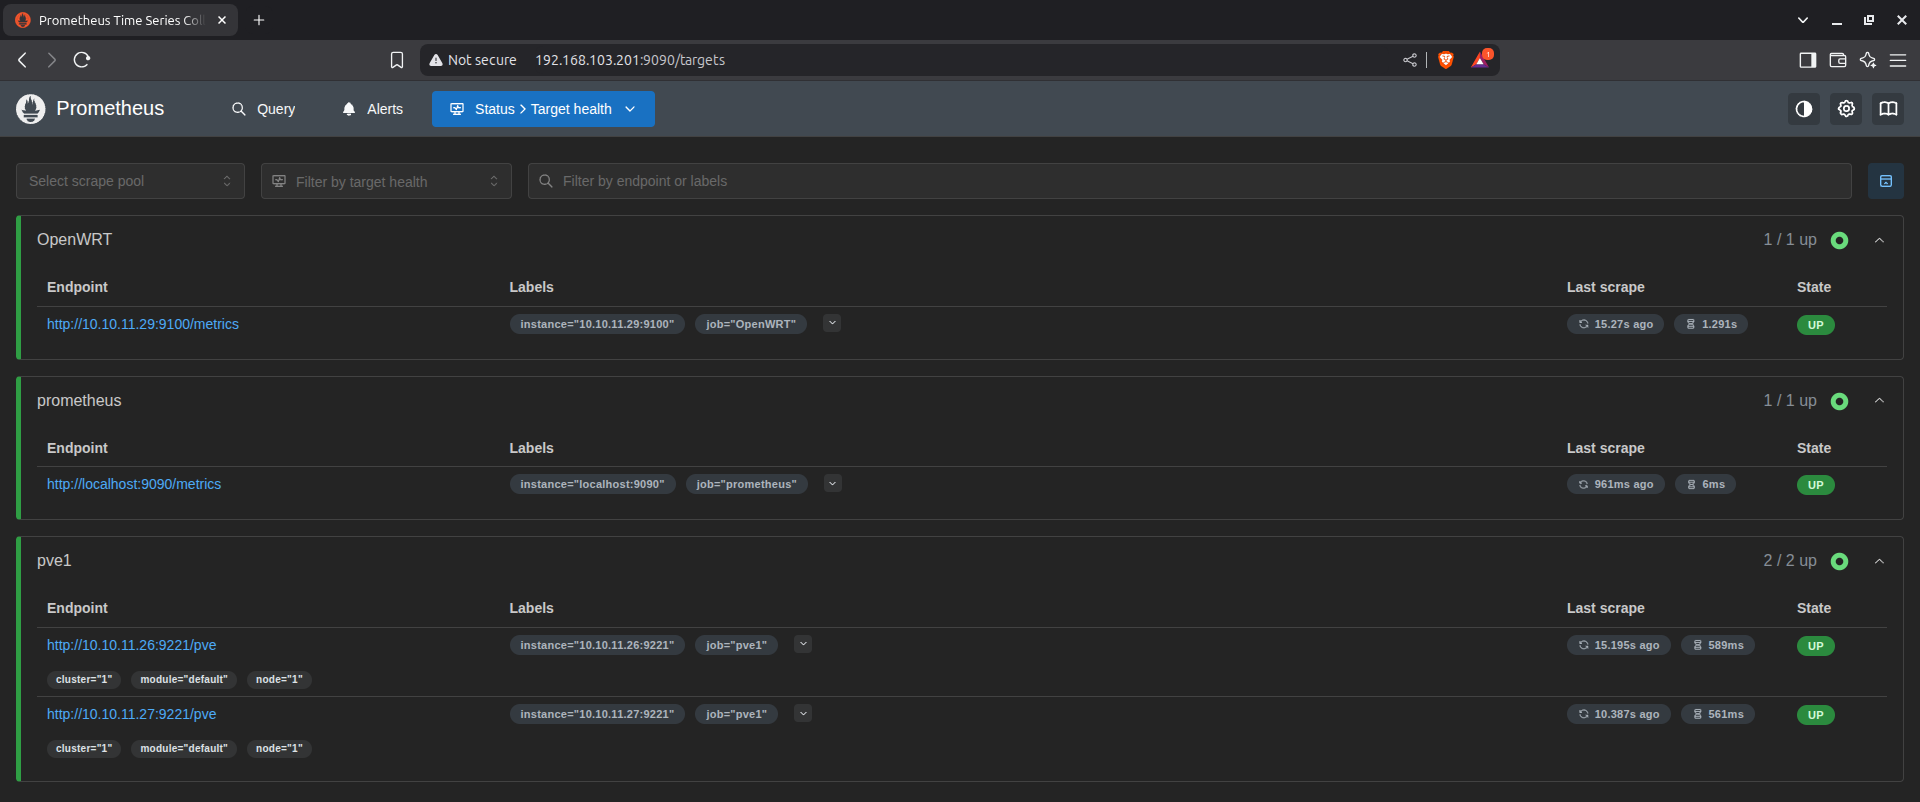 Prometheus Time Series Col
Not secure 192.168.103.201:9090/targets
1
Prometheus Query Alerts Status > Target health
Select scrape pool Filter by target health Filter by endpoint or labels
OpenWRT 1 / 1 up
Endpoint Labels Last scrape State
http://10.10.11.29:9100/metrics instance="10.10.11.29:9100" job="OpenWRT" 15.27s ago 1.291s UP
prometheus 1 / 1 up
Endpoint Labels Last scrape State
http://localhost:9090/metrics instance="localhost:9090" job="prometheus" 961ms ago 6ms UP
pve1 2 / 2 up
Endpoint Labels Last scrape State
http://10.10.11.26:9221/pve instance="10.10.11.26:9221" job="pve1" 15.195s ago 589ms UP
cluster="1" module="default" node="1"
http://10.10.11.27:9221/pve instance="10.10.11.27:9221" job="pve1" 10.387s ago 561ms UP
cluster="1" module="default" node="1"